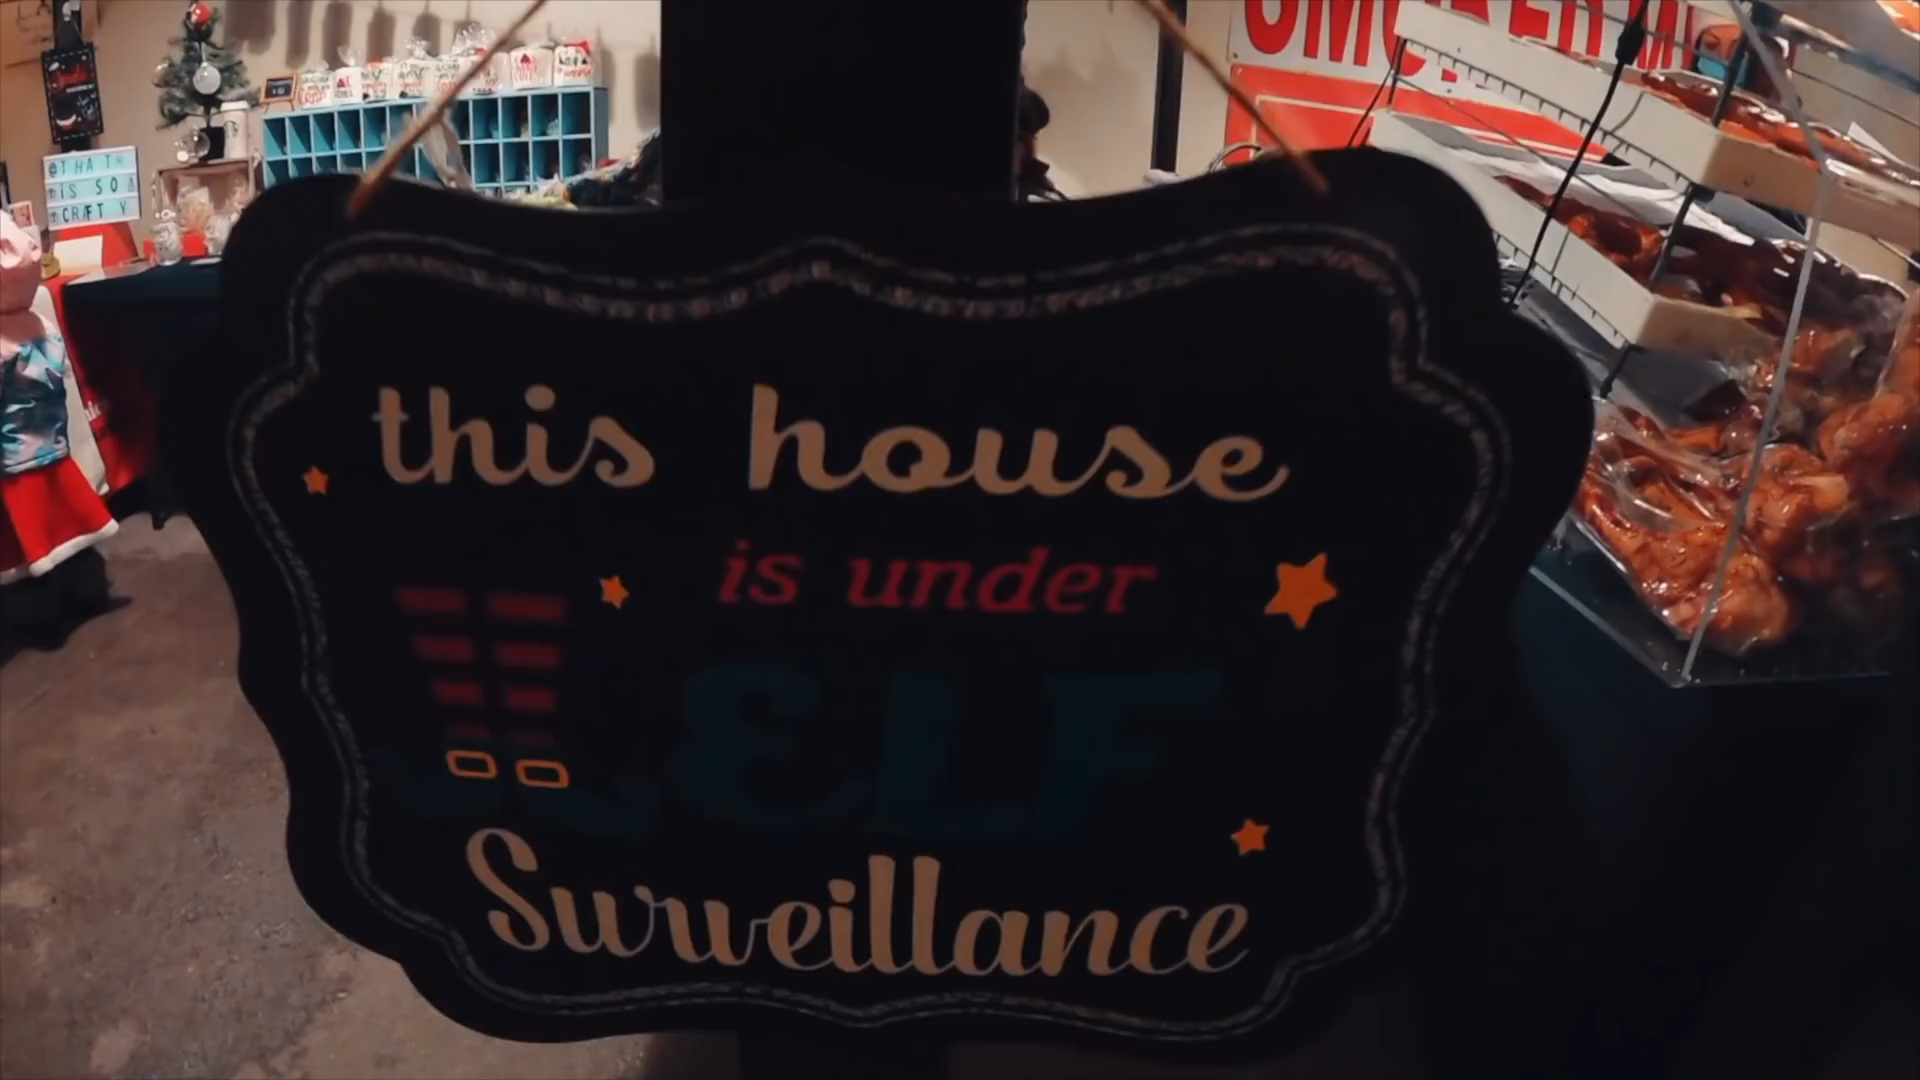 this house
is under
ELF
Surveillance
@THAT
IS SO
CRAFTY